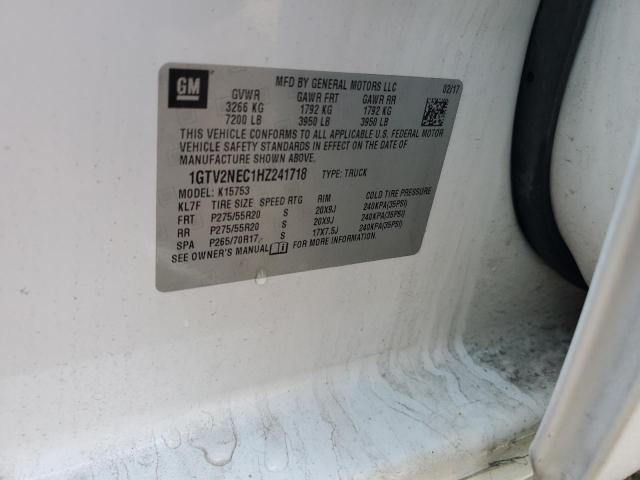 GM
MFD BY GENERAL MOTORS LLC 02/17
GVWR GAWR FRT GAWR RR
3266 KG 1792 KG 1792 KG
7200 LB 3950 LB 3950 LB
THIS VEHICLE CONFORMS TO ALL APPLICABLE U.S. FEDERAL MOTOR
VEHICLE SAFETY STANDARDS IN EFFECT ON THE DATE OF
MANUFACTURE SHOWN ABOVE.
1GTV2NEC1HZ241718 TYPE: TRUCK
MODEL: K15753
KL7F TIRE SIZE SPEED RTG RIM COLD TIRE PRESSURE
FRT P275/55R20 S 20X9J 240KPA(35PSI)
RR P275/55R20 S 20X9J 240KPA(35PSI)
SPA P265/70R17 S 17X7.5J 240KPA(35PSI)
SEE OWNER'S MANUAL FOR MORE INFORMATION.